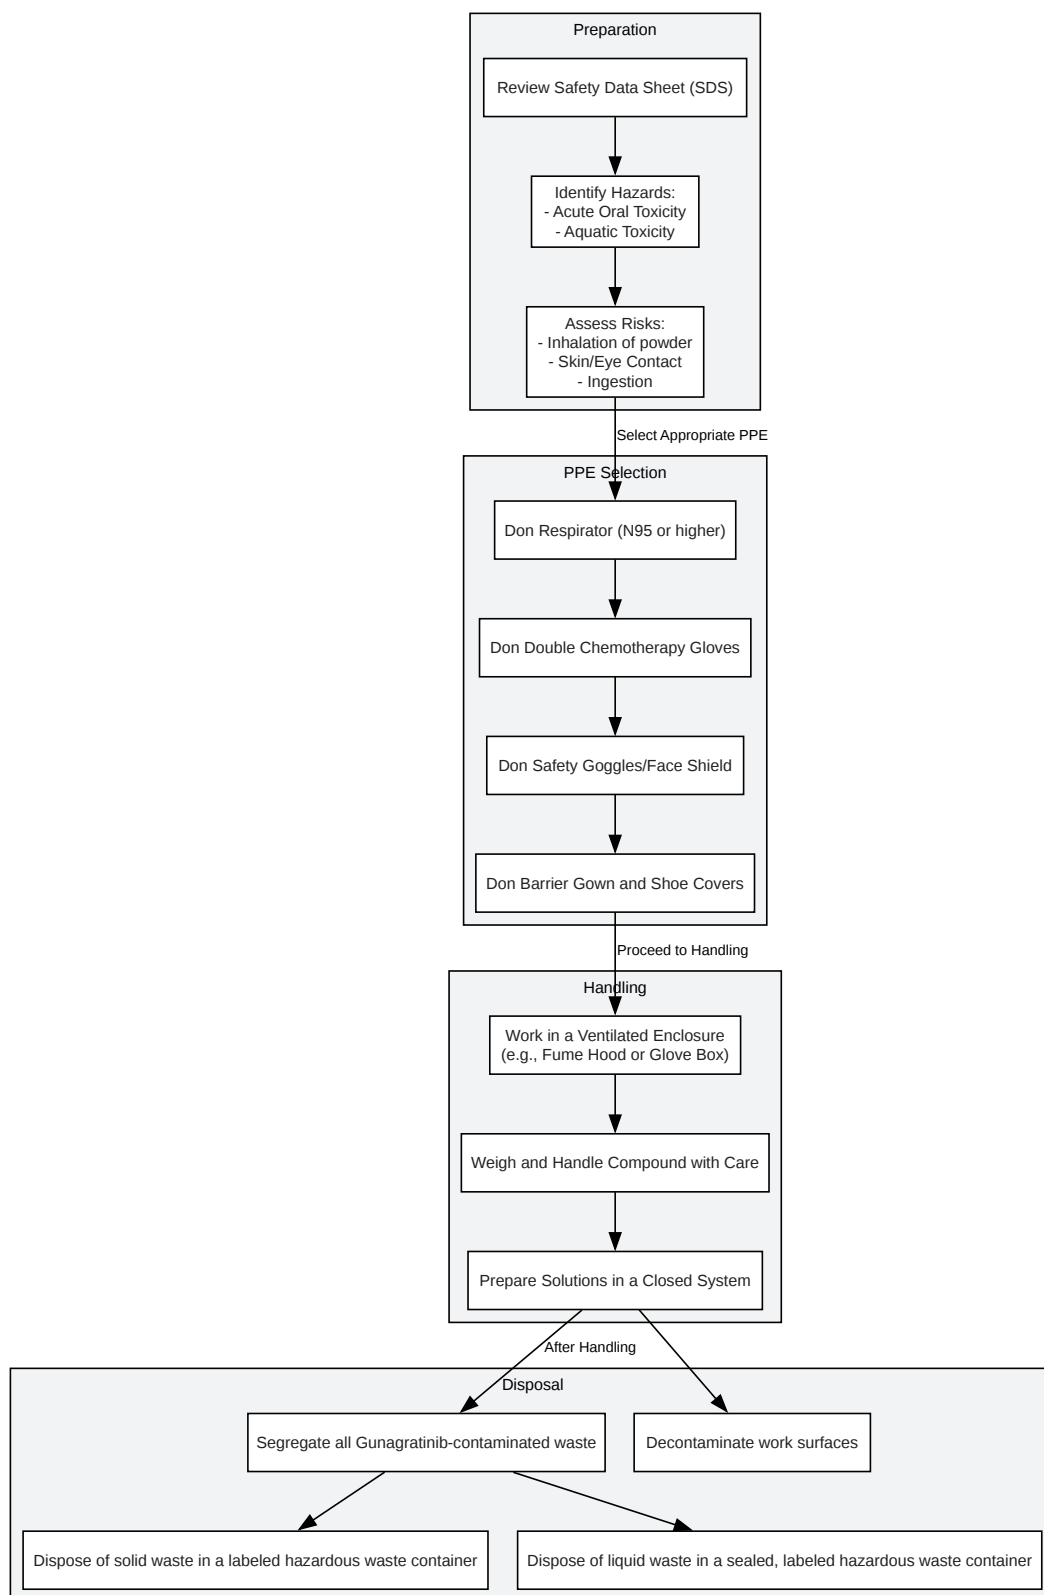 Preparation
Review Safety Data Sheet (SDS)
Identify Hazards:
- Acute Oral Toxicity
- Aquatic Toxicity
Assess Risks:
- Inhalation of powder
- Skin/Eye Contact
- Ingestion
Select Appropriate PPE
PPE Selection
Don Respirator (N95 or higher)
Don Double Chemotherapy Gloves
Don Safety Goggles/Face Shield
Don Barrier Gown and Shoe Covers
Proceed to Handling
Handling
Work in a Ventilated Enclosure
(e.g., Fume Hood or Glove Box)
Weigh and Handle Compound with Care
Prepare Solutions in a Closed System
After Handling
Disposal
Segregate all Gunagratinib-contaminated waste
Decontaminate work surfaces
Dispose of solid waste in a labeled hazardous waste container
Dispose of liquid waste in a sealed, labeled hazardous waste container